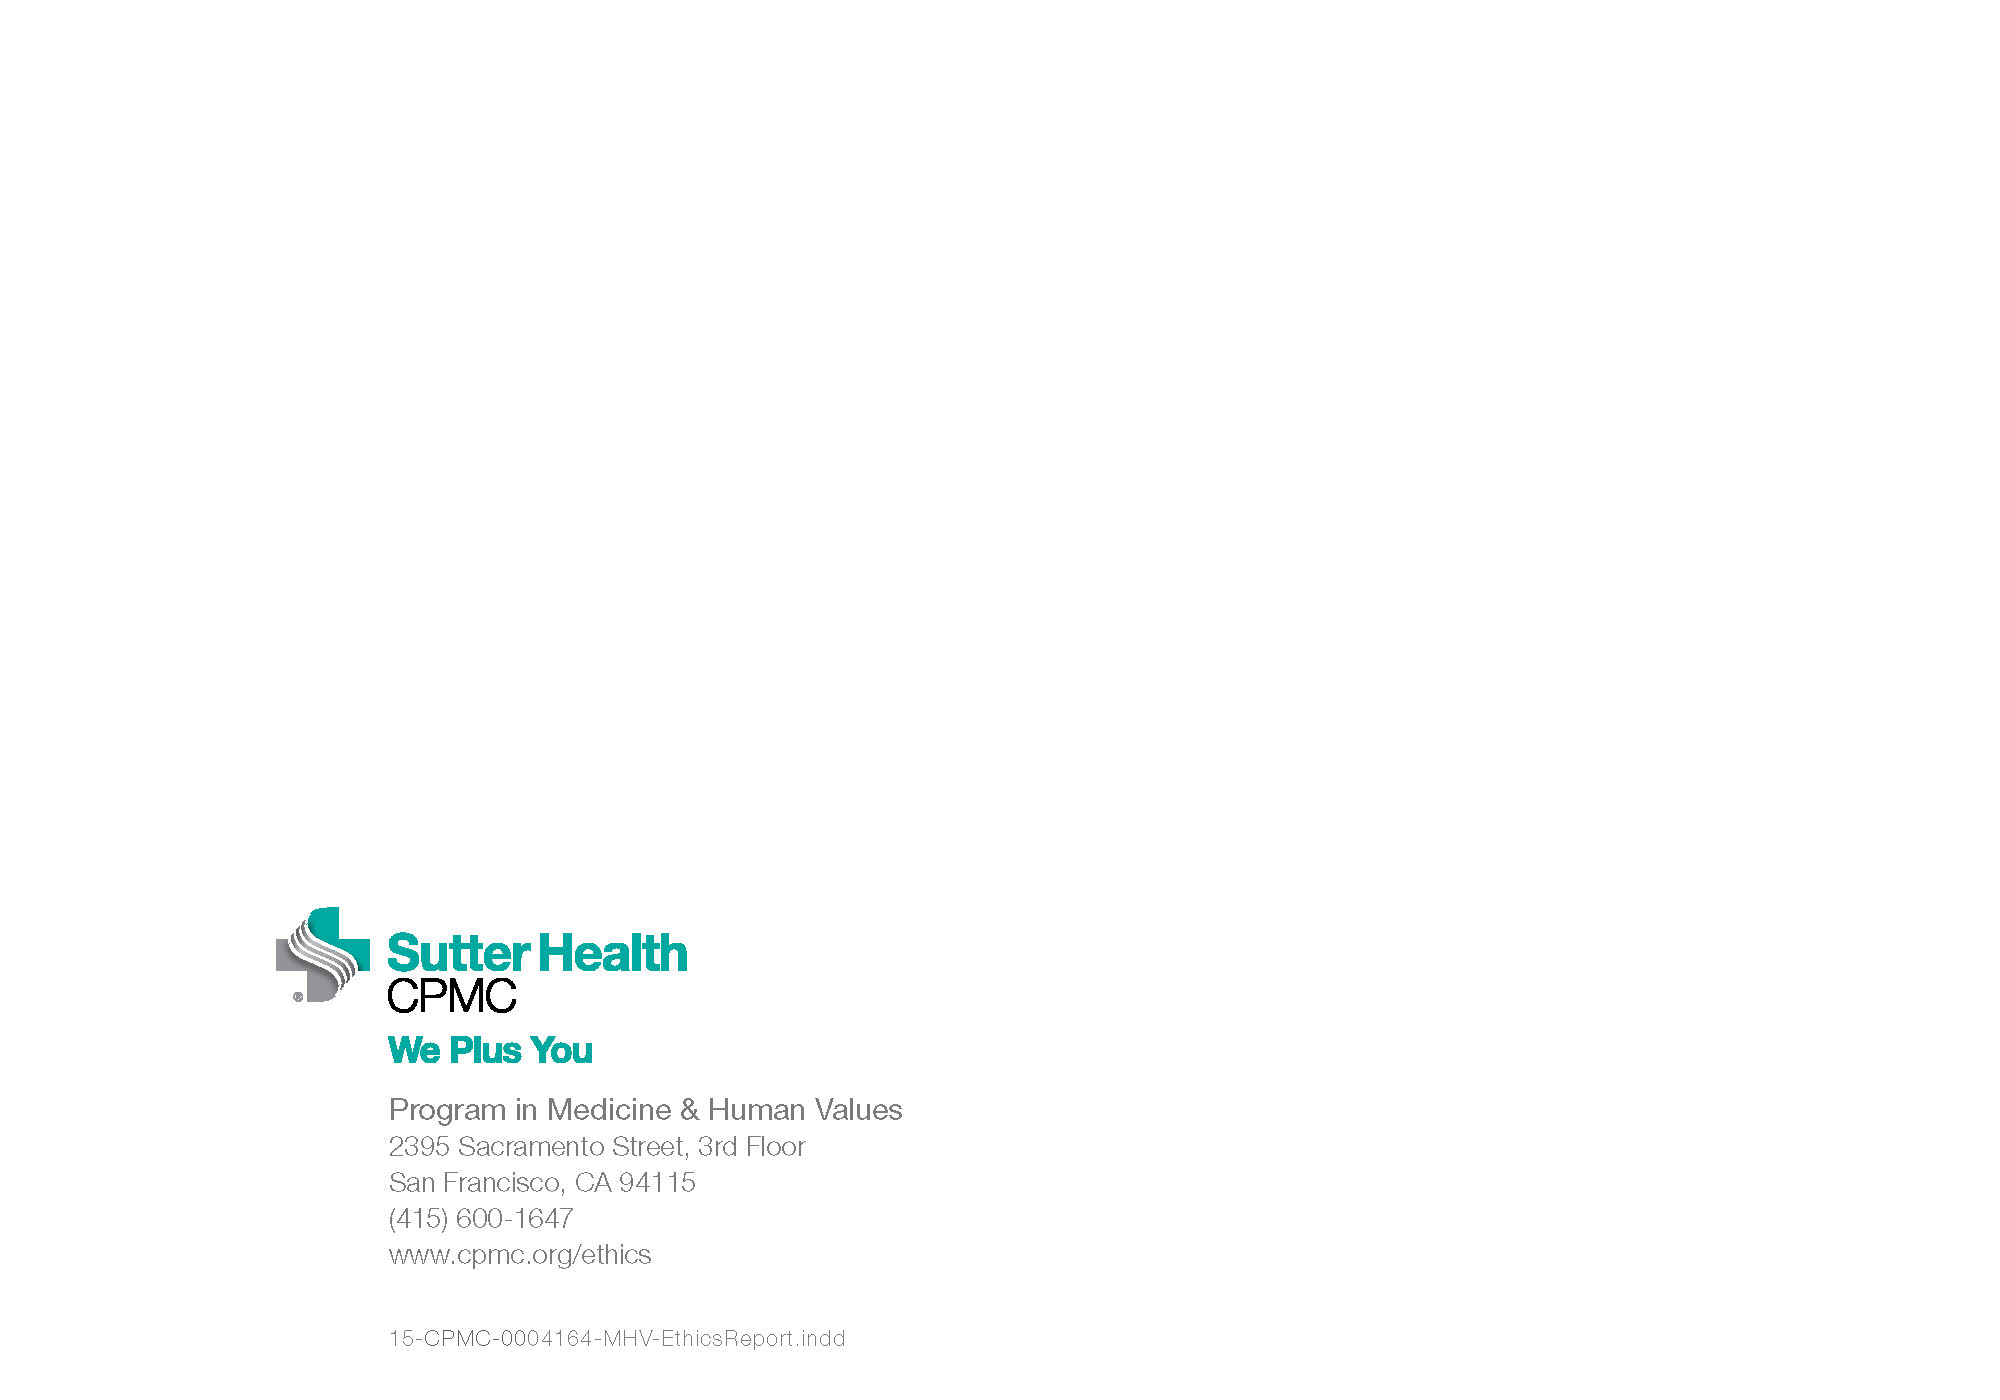 Sutter Health
CPMC
We Plus You
Program in Medicine & Human Values
2395 Sacramento Street, 3rd Floor
San Francisco, CA 94115
(415) 600-1647
www.cpmc.org/ethics
15-CPMC-0004164-MHV-EthicsReport.indd
®